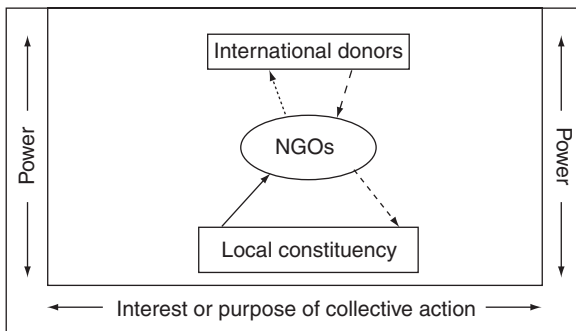 International donors
NGOs
Local constituency
Power
Power
Interest or purpose of collective action